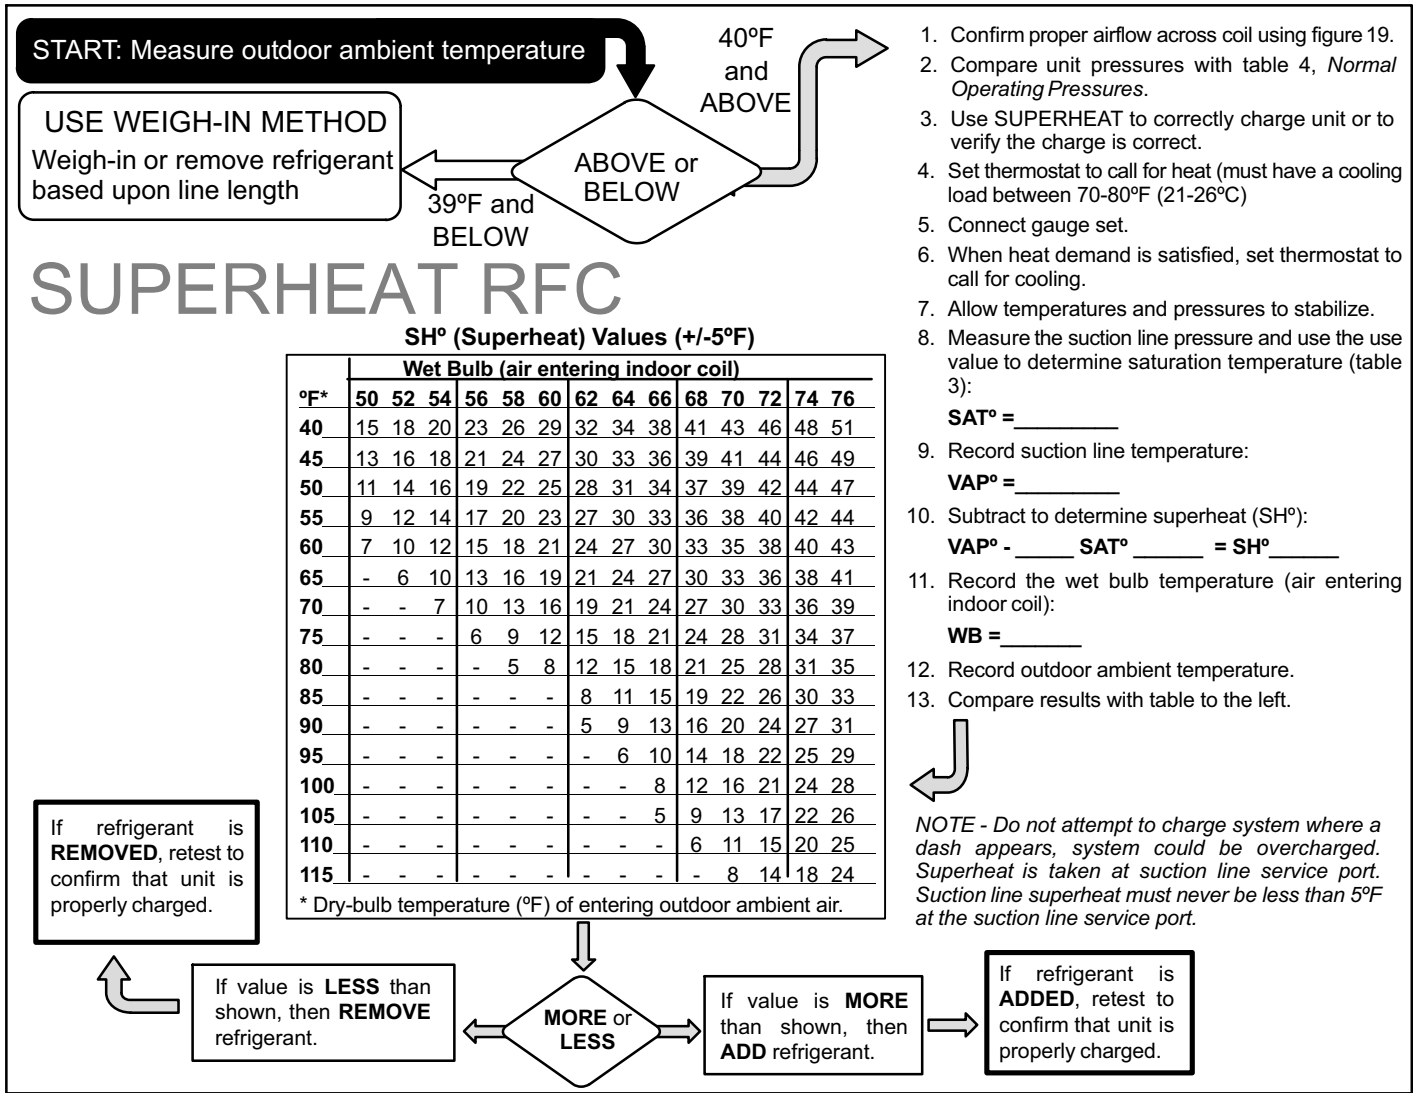 START: Measure outdoor ambient temperature
USE WEIGH-IN METHOD
Weigh-in or remove refrigerant
based upon line length
39ºF and
BELOW
ABOVE or
BELOW
40ºF
and
ABOVE
1. Confirm proper airflow across coil using figure 19.
2. Compare unit pressures with table 4, Normal
Operating Pressures.
3. Use SUPERHEAT to correctly charge unit or to
verify the charge is correct.
4. Set thermostat to call for heat (must have a cooling
load between 70-80ºF (21-26ºC)
5. Connect gauge set.
6. When heat demand is satisfied, set thermostat to
call for cooling.
7. Allow temperatures and pressures to stabilize.
8. Measure the suction line pressure and use the use
value to determine saturation temperature (table
3):
SATº =_________
9. Record suction line temperature:
VAPº =_________
10. Subtract to determine superheat (SHº):
VAPº - _____ SATº ______ = SHº______
11. Record the wet bulb temperature (air entering
indoor coil):
WB =_______
12. Record outdoor ambient temperature.
13. Compare results with table to the left.
NOTE - Do not attempt to charge system where a
dash appears, system could be overcharged.
Superheat is taken at suction line service port.
Suction line superheat must never be less than 5ºF
at the suction line service port.
SUPERHEAT RFC
SHº (Superheat) Values (+/-5ºF)
Wet Bulb (air entering indoor coil)
ºF* 50 52 54 56 58 60 62 64 66 68 70 72 74 76
40 15 18 20 23 26 29 32 34 38 41 43 46 48 51
45 13 16 18 21 24 27 30 33 36 39 41 44 46 49
50 11 14 16 19 22 25 28 31 34 37 39 42 44 47
55 9 12 14 17 20 23 27 30 33 36 38 40 42 44
60 7 10 12 15 18 21 24 27 30 33 35 38 40 43
65 - 6 10 13 16 19 21 24 27 30 33 36 38 41
70 - - 7 10 13 16 19 21 24 27 30 33 36 39
75 - - - 6 9 12 15 18 21 24 28 31 34 37
80 - - - - 5 8 12 15 18 21 25 28 31 35
85 - - - - - - 8 11 15 19 22 26 30 33
90 - - - - - - 5 9 13 16 20 24 27 31
95 - - - - - - - 6 10 14 18 22 25 29
100 - - - - - - - - 8 12 16 21 24 28
105 - - - - - - - - 5 9 13 17 22 26
110 - - - - - - - - - 6 11 15 20 25
115 - - - - - - - - - - 8 14 18 24
* Dry-bulb temperature (ºF) of entering outdoor ambient air.
MORE or
LESS
If value is LESS than
shown, then REMOVE
refrigerant.
If refrigerant is
REMOVED, retest to
confirm that unit is
properly charged.
If value is MORE
than shown, then
ADD refrigerant.
If refrigerant is
ADDED, retest to
confirm that unit is
properly charged.